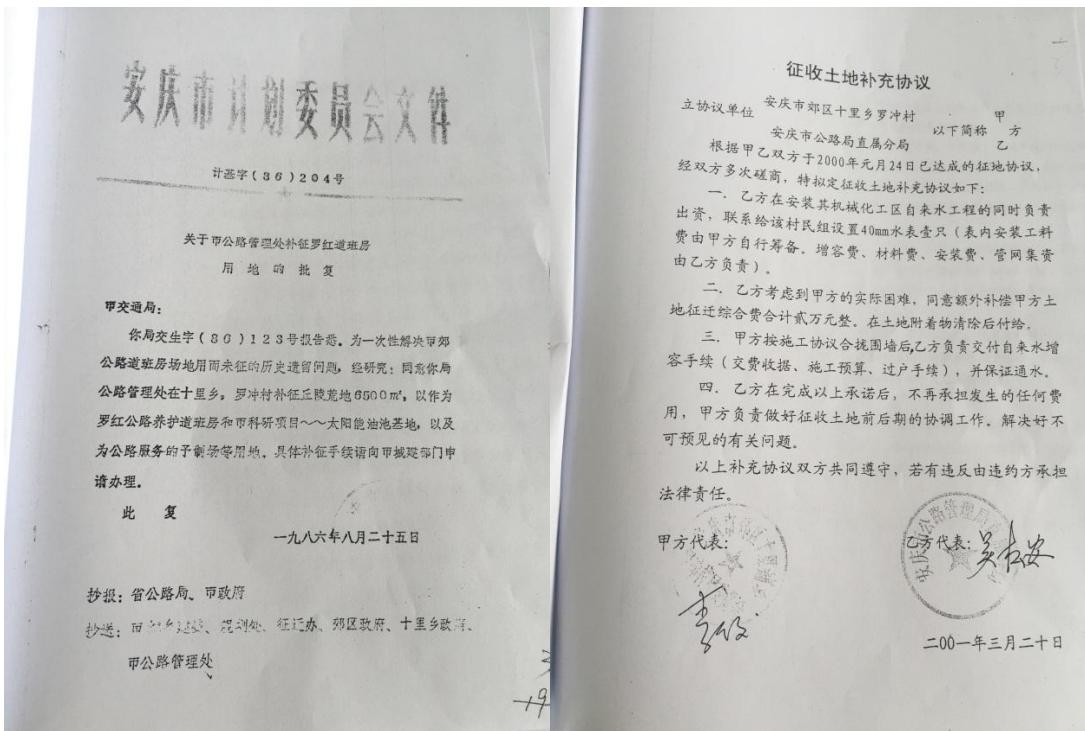 安庆市计划委员会文件
计基字(86)204号
关于市公路管理处补征罗红道班房
用地的批复
市交通局:
你局交生字(86)123号报告悉。为一次性解决市郊
公路道班房场地用而未征的历史遗留问题,经研究:同意你局
公路管理处在十里乡。罗冲村补征丘陵荒地6500㎡,以作为
罗红公路养护道班房和市科研项目~~太阳能油池基地,以及
为公路服务的予制场等用地。具体补征手续请向市城建部门申
请办理。
此 复
一九八六年八月二十五日
抄报:省公路局、市政府
抄送:规划处、征迁办、郊区政府、十里乡政府、
市公路管理处
19
征收土地补充协议
立协议单位 安庆市郊区十里乡罗冲村 甲
以下简称 方
安庆市公路局直属分局 乙
根据甲乙双方于2000年元月24日已达成的征地协议,
经双方多次磋商,特拟定征收土地补充协议如下:
一. 乙方在安装其机械化工区自来水工程的同时负责
出资,联系给该村民组设置40mm水表壹只(表内安装工料
费由甲方自行筹备。增容费、材料费、安装费、管网集资
由乙方负责)。
二. 乙方考虑到甲方的实际困难,同意额外补偿甲方土
地征迁综合费合计贰万元整。在土地附着物清除后付给.
三. 甲方按施工协议合拢围墙后,乙方负责交付自来水增
容手续(交费收据、施工预算、过户手续),并保证通水。
四. 乙方在完成以上承诺后,不再承担发生的任何费
用,甲方负责做好征收土地前后期的协调工作。解决好不
可预见的有关问题。
以上补充协议双方共同遵守,若有违反由违约方承担
法律责任。
甲方代表: 乙方代表:
二00一年三月二十日